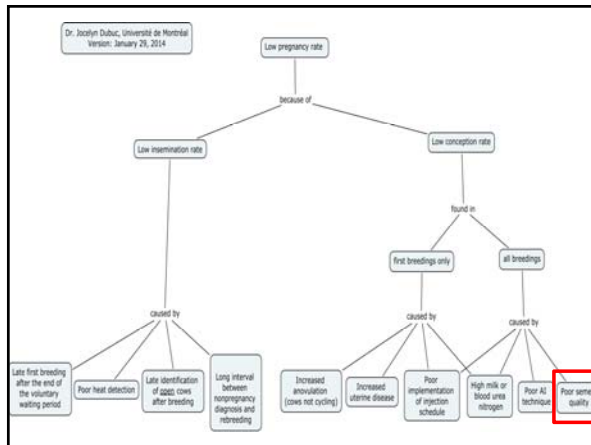 Dr. Jocelyn Dubuc, Université de Montréal
Version: January 29, 2014
Low pregnancy rate
because of
Low insemination rate
Low conception rate
found in
first breedings only
all breedings
caused by
caused by
caused by
Late first breeding
after the end of
the voluntary
waiting period
Poor heat detection
Late identification
of open cows
after breeding
Long interval
between
nonpregnancy
diagnosis and
rebreeding
Increased
anovulation
(cows not cycling)
Increased
uterine disease
Poor
implementation
of injection
schedule
High milk or
blood urea
nitrogen
Poor AI
technique
Poor semen
quality